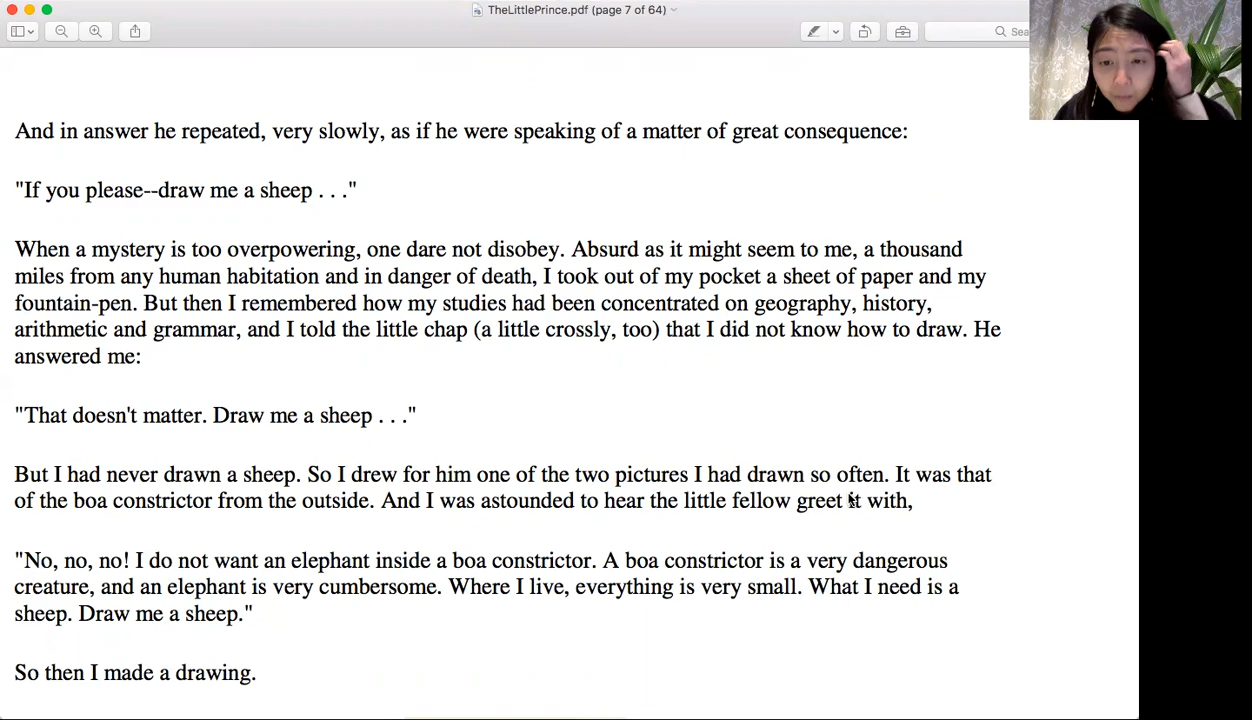 TheLittlePrince.pdf (page 7 of 64)
Sea
And in answer he repeated, very slowly, as if he were speaking of a matter of great consequence:
"If you please--draw me a sheep . . ."
When a mystery is too overpowering, one dare not disobey. Absurd as it might seem to me, a thousand
miles from any human habitation and in danger of death, I took out of my pocket a sheet of paper and my
fountain-pen. But then I remembered how my studies had been concentrated on geography, history,
arithmetic and grammar, and I told the little chap (a little crossly, too) that I did not know how to draw. He
answered me:
"That doesn't matter. Draw me a sheep . . ."
But I had never drawn a sheep. So I drew for him one of the two pictures I had drawn so often. It was that
of the boa constrictor from the outside. And I was astounded to hear the little fellow greet it with,
"No, no, no! I do not want an elephant inside a boa constrictor. A boa constrictor is a very dangerous
creature, and an elephant is very cumbersome. Where I live, everything is very small. What I need is a
sheep. Draw me a sheep."
So then I made a drawing.